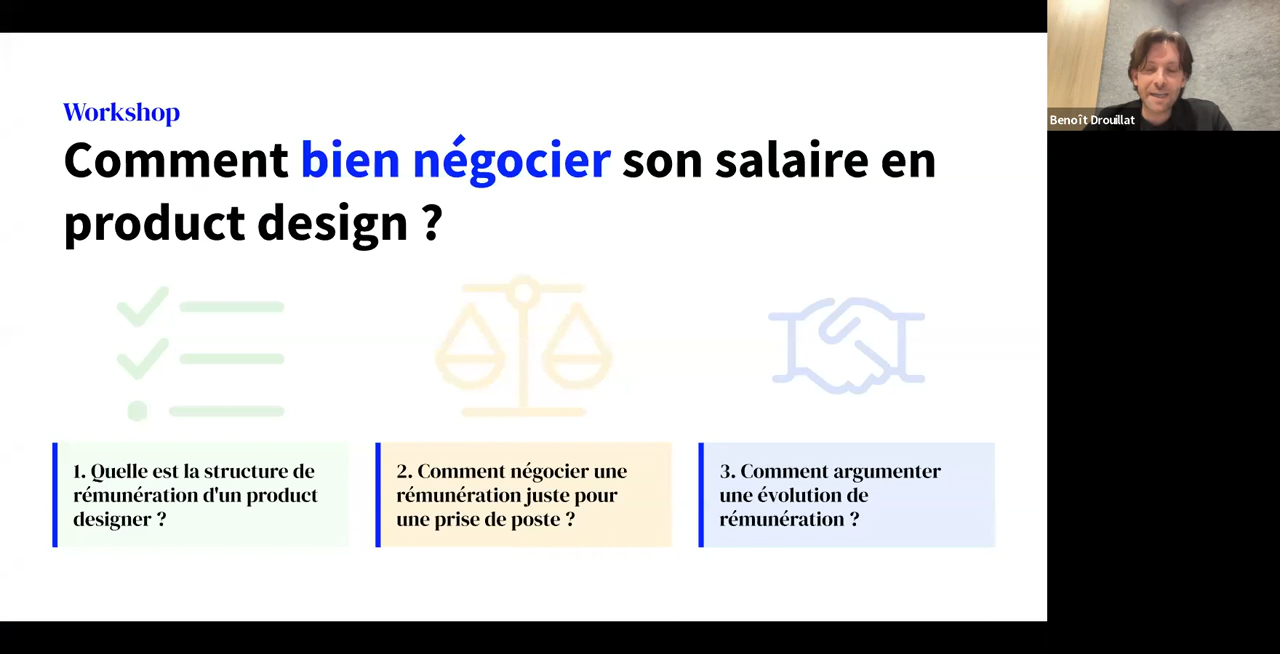 Workshop
Comment bien négocier son salaire en
product design ?
1. Quelle est la structure de
rémunération d'un product
designer ?
2. Comment négocier une
rémunération juste pour
une prise de poste ?
3. Comment argumenter
une évolution de
rémunération ?
Benoît Drouillat